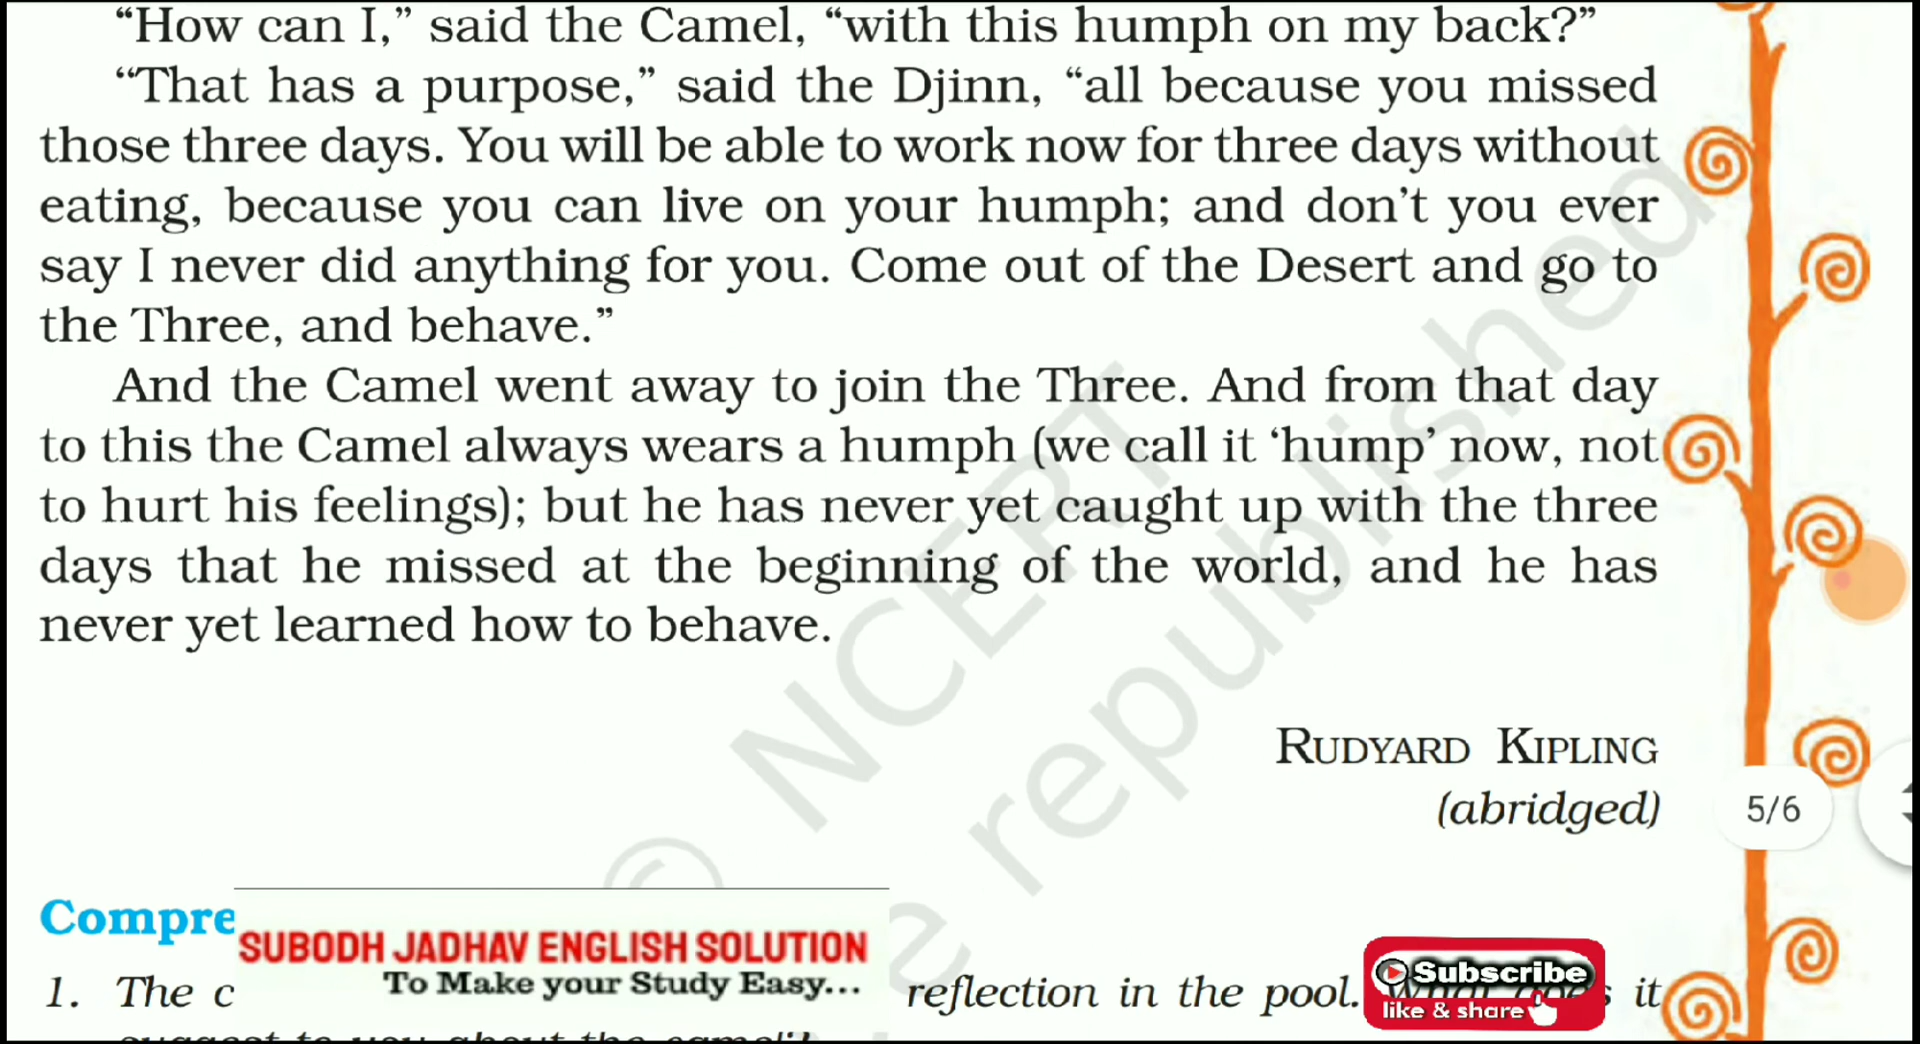 “How can I,” said the Camel, “with this humph on my back?”
“That has a purpose,” said the Djinn, “all because you missed
those three days. You will be able to work now for three days without
eating, because you can live on your humph; and don’t you ever
say I never did anything for you. Come out of the Desert and go to
the Three, and behave.”
And the Camel went away to join the Three. And from that day
to this the Camel always wears a humph (we call it ‘hump’ now, not
to hurt his feelings); but he has never yet caught up with the three
days that he missed at the beginning of the world, and he has
never yet learned how to behave.
© NCERT
e republished
RUDYARD KIPLING
(abridged)
5/6
Compre
SUBODH JADHAV ENGLISH SOLUTION
To Make your Study Easy...
1. The c
reflection in the pool.
it
Subscribe
like & share